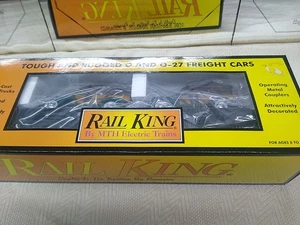 RAIL KING
TOUGH AND RUGGED O AND O-27 FREIGHT CARS
Operating
Metal
Couplers
Attractively
Decorated
RAIL KING
By MTH Electric Trains
FOR AGES 8 TO
RAIL KING